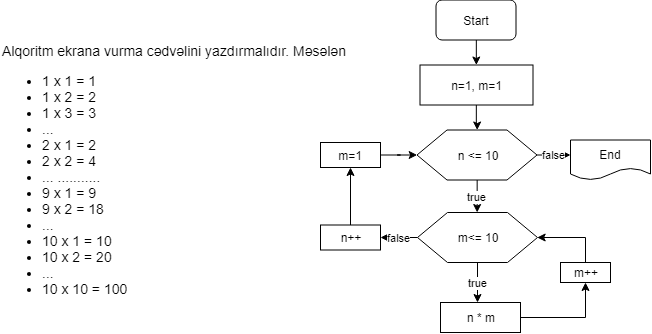 Alqoritm ekrana vurma cədvəlini yazdırmalıdır. Məsələn
1 x 1 = 1
1 x 2 = 2
1 x 3 = 3
...
2 x 1 = 2
2 x 2 = 4
... ...........
9 x 1 = 9
9 x 2 = 18
...
10 x 1 = 10
10 x 2 = 20
...
10 x 10 = 100
Start
n=1, m=1
n <= 10
false
End
true
m=1
m<= 10
false
n++
true
n * m
m++